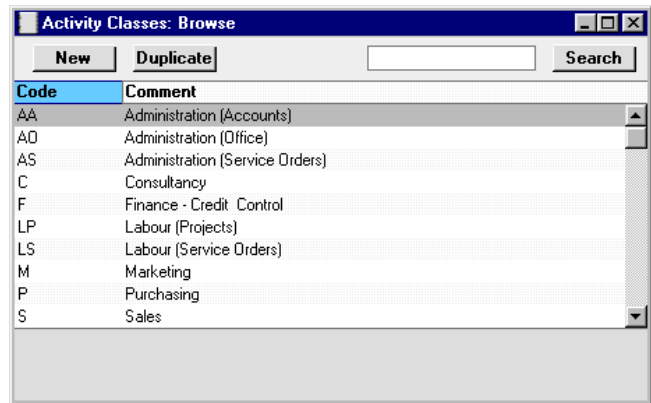 Activity Classes: Browse
New Duplicate Search
Code Comment
AA Administration (Accounts)
AO Administration (Office)
AS Administration (Service Orders)
C Consultancy
F Finance - Credit Control
LP Labour (Projects)
LS Labour (Service Orders)
M Marketing
P Purchasing
S Sales